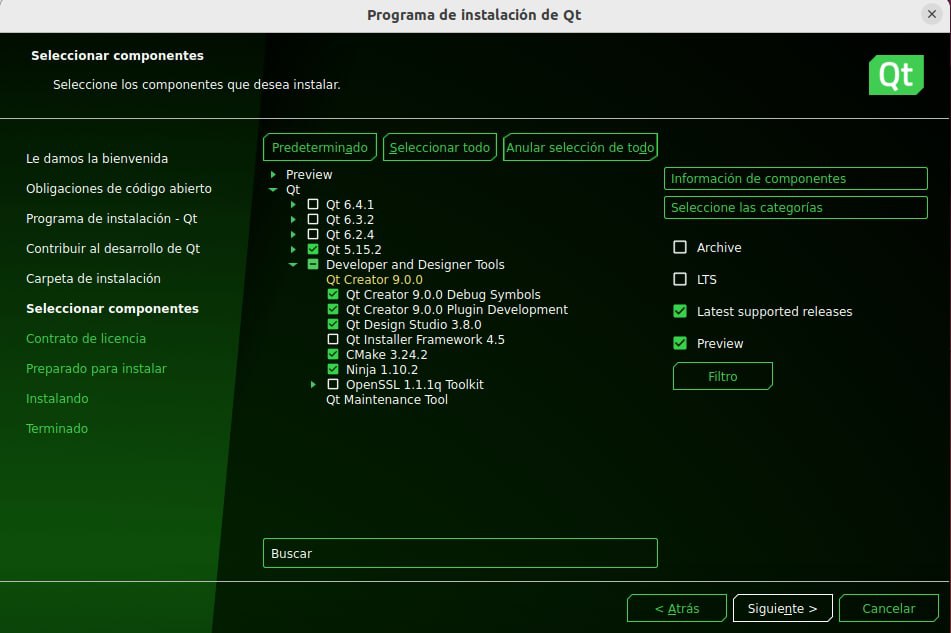 Programa de instalación de Qt
Seleccionar componentes
Seleccione los componentes que desea instalar.
Qt
Le damos la bienvenida
Obligaciones de código abierto
Programa de instalación - Qt
Contribuir al desarrollo de Qt
Carpeta de instalación
Seleccionar componentes
Contrato de licencia
Preparado para instalar
Instalando
Terminado
Predeterminado Seleccionar todo Anular selección de todo
Preview
Qt
Qt 6.4.1
Qt 6.3.2
Qt 6.2.4
Qt 5.15.2
Developer and Designer Tools
Qt Creator 9.0.0
Qt Creator 9.0.0 Debug Symbols
Qt Creator 9.0.0 Plugin Development
Qt Design Studio 3.8.0
Qt Installer Framework 4.5
CMake 3.24.2
Ninja 1.10.2
OpenSSL 1.1.1q Toolkit
Qt Maintenance Tool
Buscar
Información de componentes
Seleccione las categorías
Archive
LTS
Latest supported releases
Preview
Filtro
< Atrás Siguiente > Cancelar